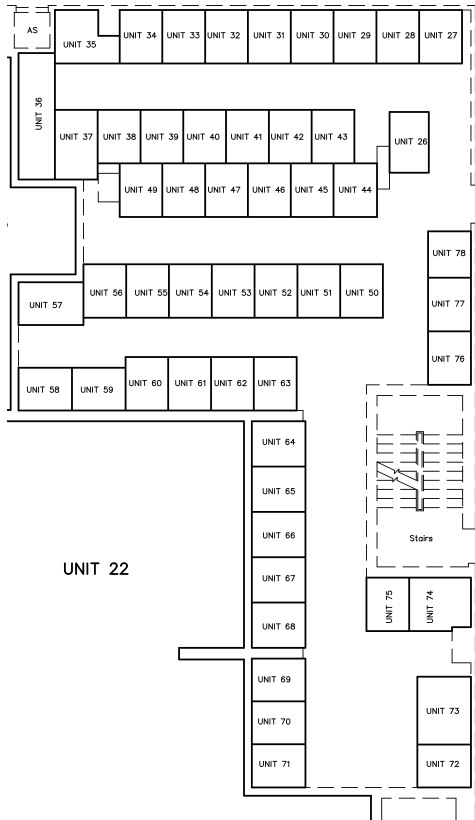 AS
UNIT 35
UNIT 34
UNIT 33
UNIT 32
UNIT 31
UNIT 30
UNIT 29
UNIT 28
UNIT 27
UNIT 36
UNIT 37
UNIT 38
UNIT 39
UNIT 40
UNIT 41
UNIT 42
UNIT 43
UNIT 26
UNIT 49
UNIT 48
UNIT 47
UNIT 46
UNIT 45
UNIT 44
UNIT 78
UNIT 57
UNIT 56
UNIT 55
UNIT 54
UNIT 53
UNIT 52
UNIT 51
UNIT 50
UNIT 77
UNIT 76
UNIT 58
UNIT 59
UNIT 60
UNIT 61
UNIT 62
UNIT 63
UNIT 64
UNIT 65
UNIT 66
Stairs
UNIT 22
UNIT 67
UNIT 68
UNIT 75
UNIT 74
UNIT 69
UNIT 70
UNIT 73
UNIT 71
UNIT 72